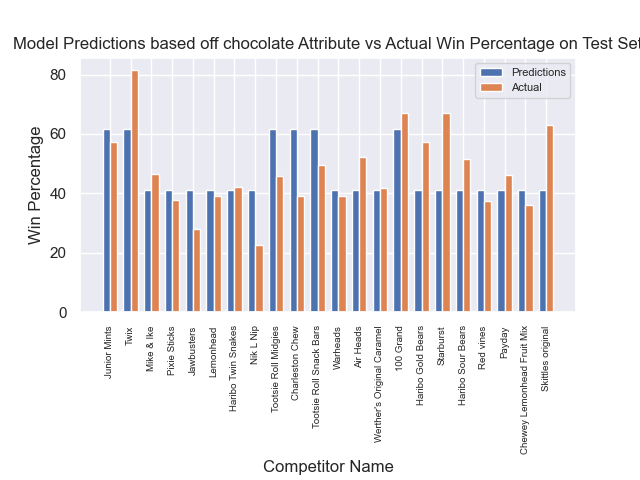 Model Predictions based off chocolate Attribute vs Actual Win Percentage on Test Set
Predictions
Actual
80
60
40
20
0
Win Percentage
Junior Mints
Twix
Mike & Ike
Pixie Sticks
Jawbusters
Lemonhead
Haribo Twin Snakes
Nik L Nip
Tootsie Roll Midgies
Charleston Chew
Tootsie Roll Snack Bars
Warheads
Air Heads
Werther's Original Caramel
100 Grand
Haribo Gold Bears
Starburst
Haribo Sour Bears
Red vines
Payday
Chewey Lemonhead Fruit Mix
Skittles original
Competitor Name